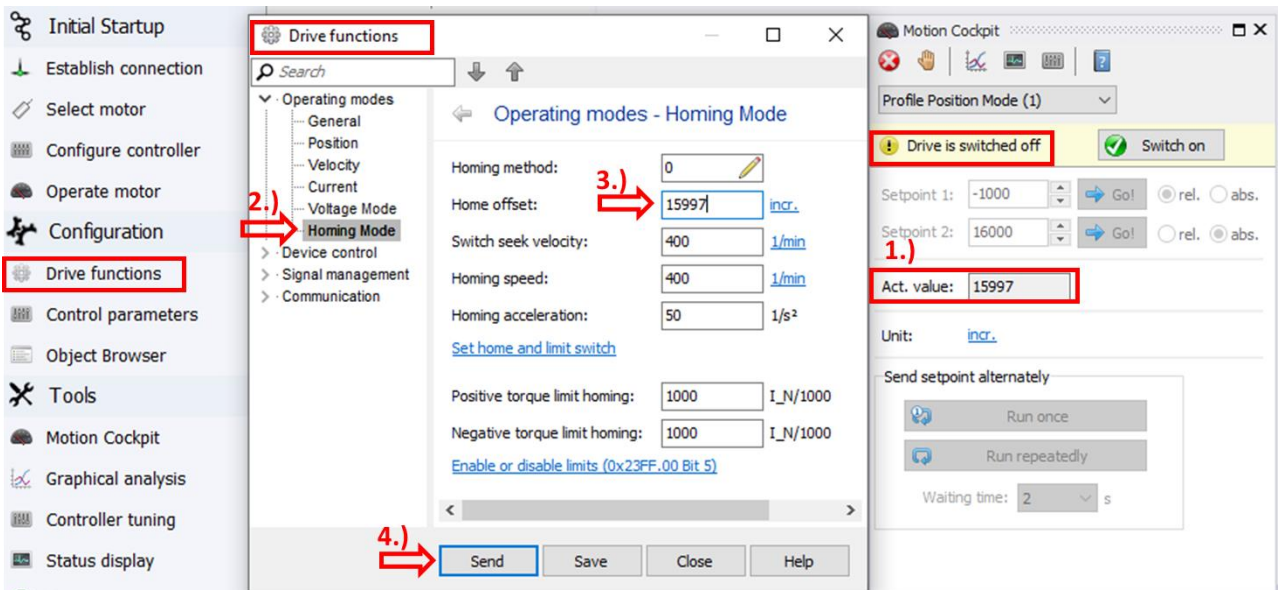 Initial Startup
Establish connection
Select motor
Configure controller
Operate motor
Configuration
Drive functions
Control parameters
Object Browser
Tools
Motion Cockpit
Graphical analysis
Controller tuning
Status display
Drive functions
Search
Operating modes
General
Position
Velocity
Current
Voltage Mode
2.)
Homing Mode
Device control
Signal management
Communication
Operating modes - Homing Mode
Homing method: 0
3.)
Home offset: 15997 incr.
Switch seek velocity: 400 1/min
Homing speed: 400 1/min
Homing acceleration: 50 1/s²
Set home and limit switch
Positive torque limit homing: 1000 I_N/1000
Negative torque limit homing: 1000 I_N/1000
Enable or disable limits (0x23FF.00 Bit 5)
4.)
Send Save Close Help
Motion Cockpit
Profile Position Mode (1)
Drive is switched off Switch on
Setpoint 1: -1000 Go! rel. abs.
Setpoint 2: 16000 Go! rel. abs.
1.)
Act. value: 15997
Unit: incr.
Send setpoint alternately
Run once
Run repeatedly
Waiting time: 2 s